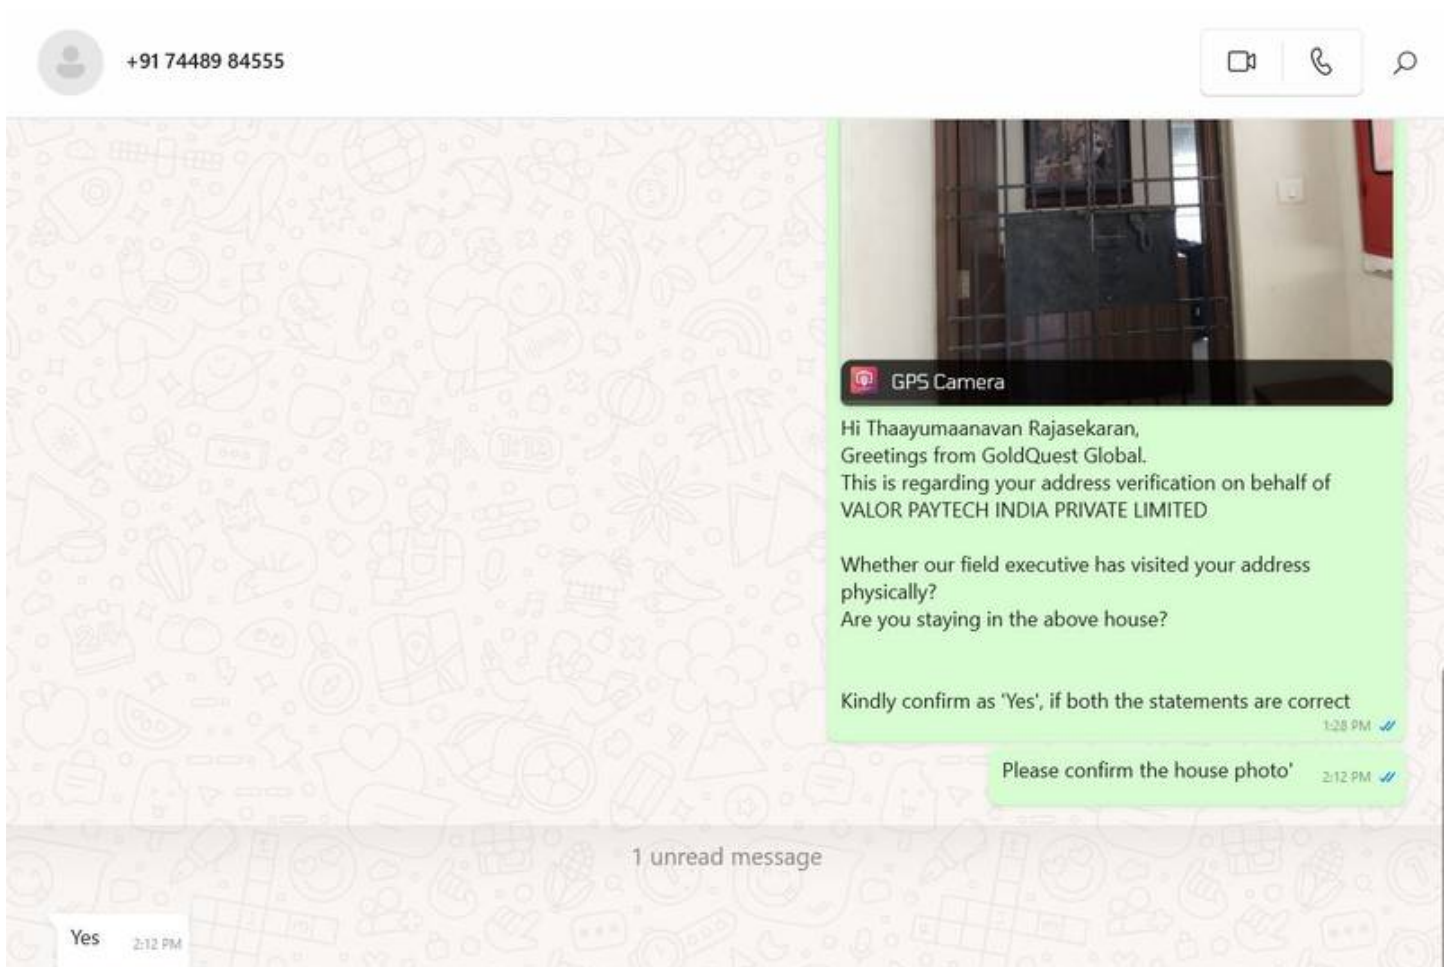 +91 74489 84555
GPS Camera
Hi Thaayumaanavan Rajasekaran,
Greetings from GoldQuest Global.
This is regarding your address verification on behalf of
VALOR PAYTECH INDIA PRIVATE LIMITED
Whether our field executive has visited your address
physically?
Are you staying in the above house?
Kindly confirm as 'Yes', if both the statements are correct
1:28 PM
Please confirm the house photo' 2:12 PM
1 unread message
Yes 2:12 PM